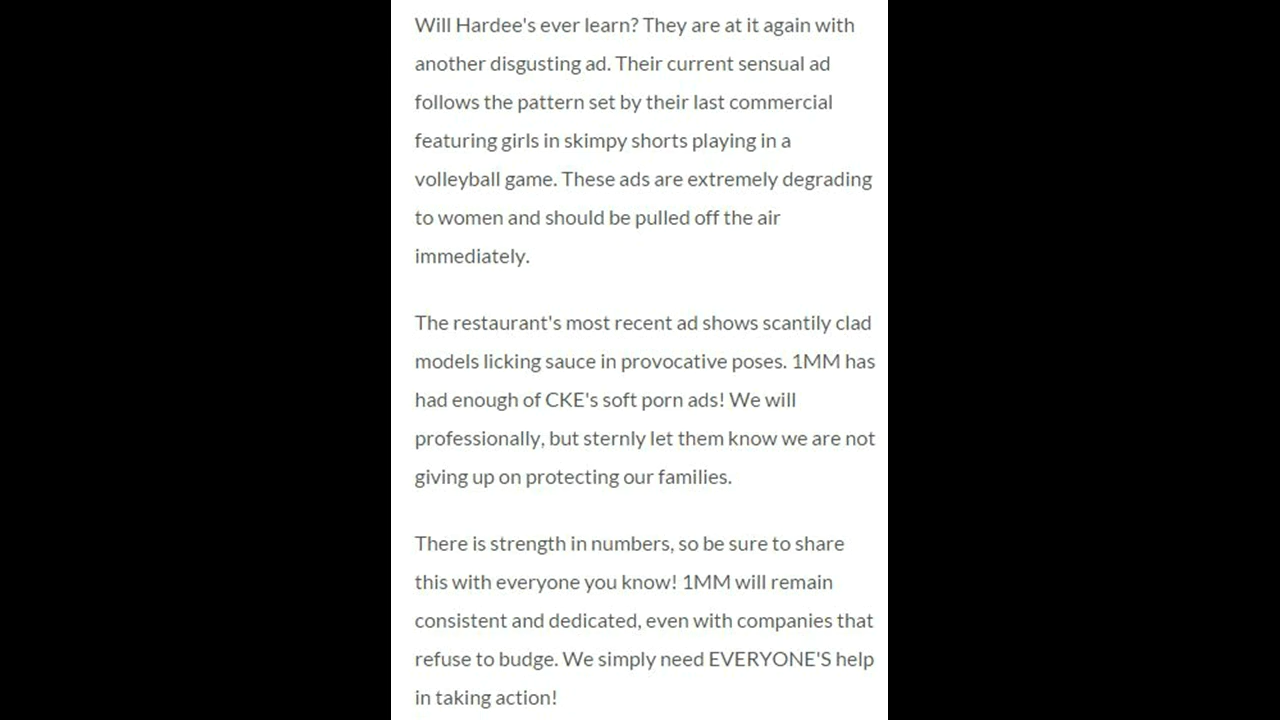 Will Hardee's ever learn? They are at it again with
another disgusting ad. Their current sensual ad
follows the pattern set by their last commercial
featuring girls in skimpy shorts playing in a
volleyball game. These ads are extremely degrading
to women and should be pulled off the air
immediately.
The restaurant's most recent ad shows scantily clad
models licking sauce in provocative poses. 1MM has
had enough of CKE's soft porn ads! We will
professionally, but sternly let them know we are not
giving up on protecting our families.
There is strength in numbers, so be sure to share
this with everyone you know! 1MM will remain
consistent and dedicated, even with companies that
refuse to budge. We simply need EVERYONE'S help
in taking action!